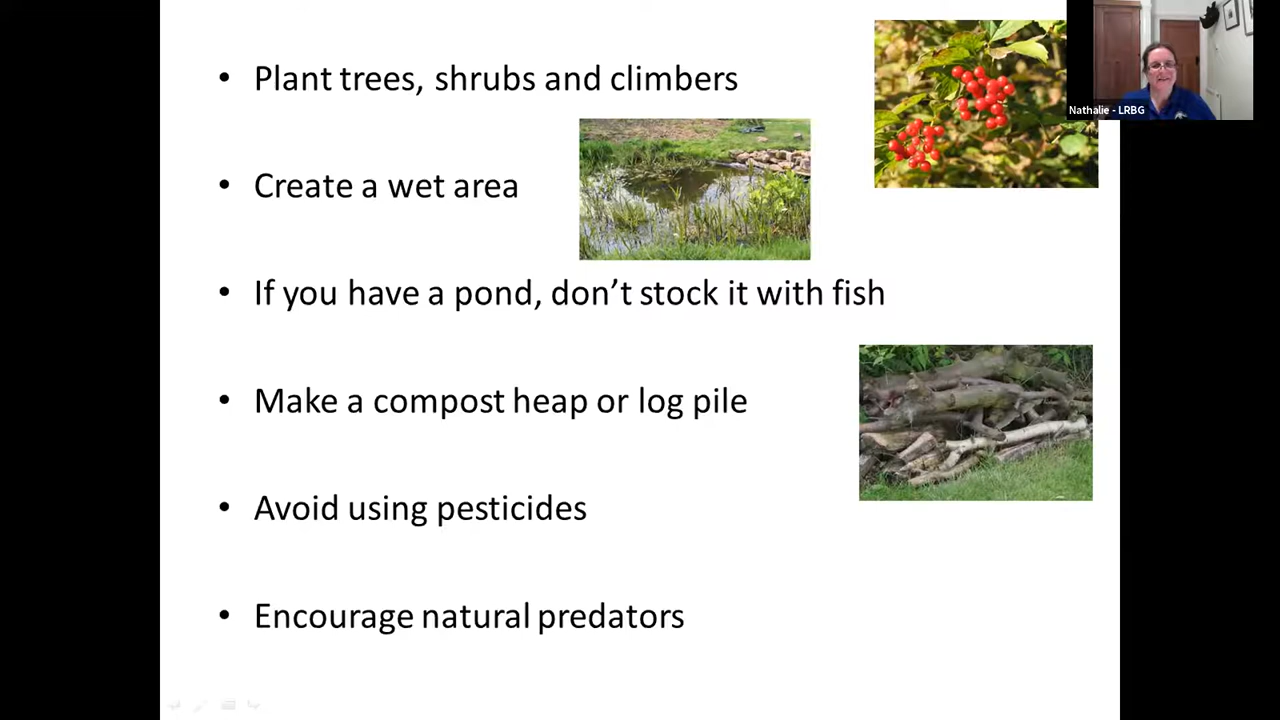 • Plant trees, shrubs and climbers
Nathalie - LRBG
• Create a wet area
• If you have a pond, don’t stock it with fish
• Make a compost heap or log pile
• Avoid using pesticides
• Encourage natural predators